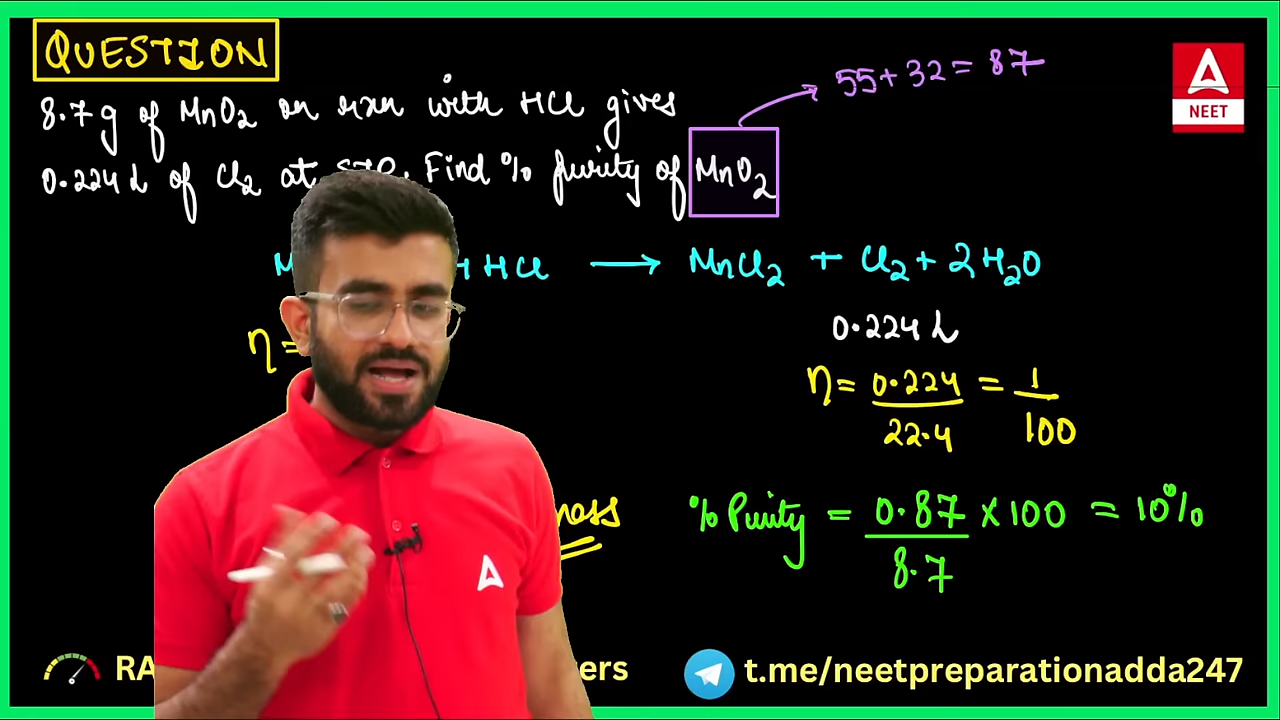 QUESTION
8.7 g of MnO2 on rxn with HCl gives
0.224 L of Cl2 at STP. Find % purity of MnO2
55+32 = 87
NEET
HCl → MnCl2 + Cl2 + 2H2O
0.224 L
η =
η = 0.224 = 1
22.4 100
mass
% Purity = 0.87 × 100 = 10%
8.7
t.me/neetpreparationadda247